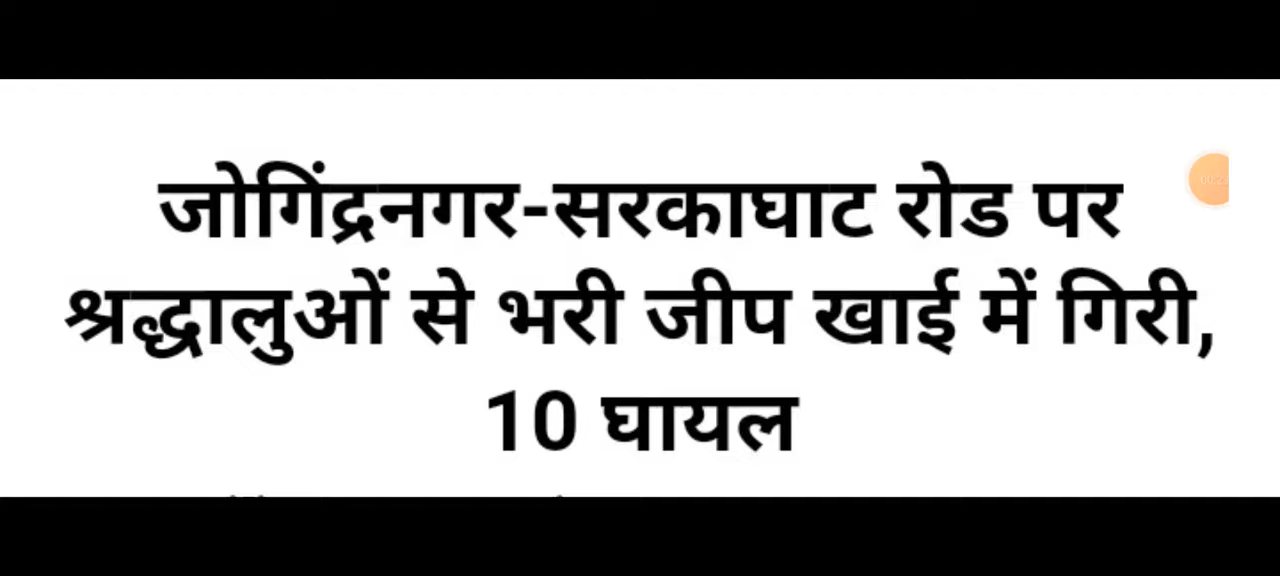 जोगिंद्रनगर-सरकाघाट रोड पर
श्रद्धालुओं से भरी जीप खाई में गिरी,
10 घायल